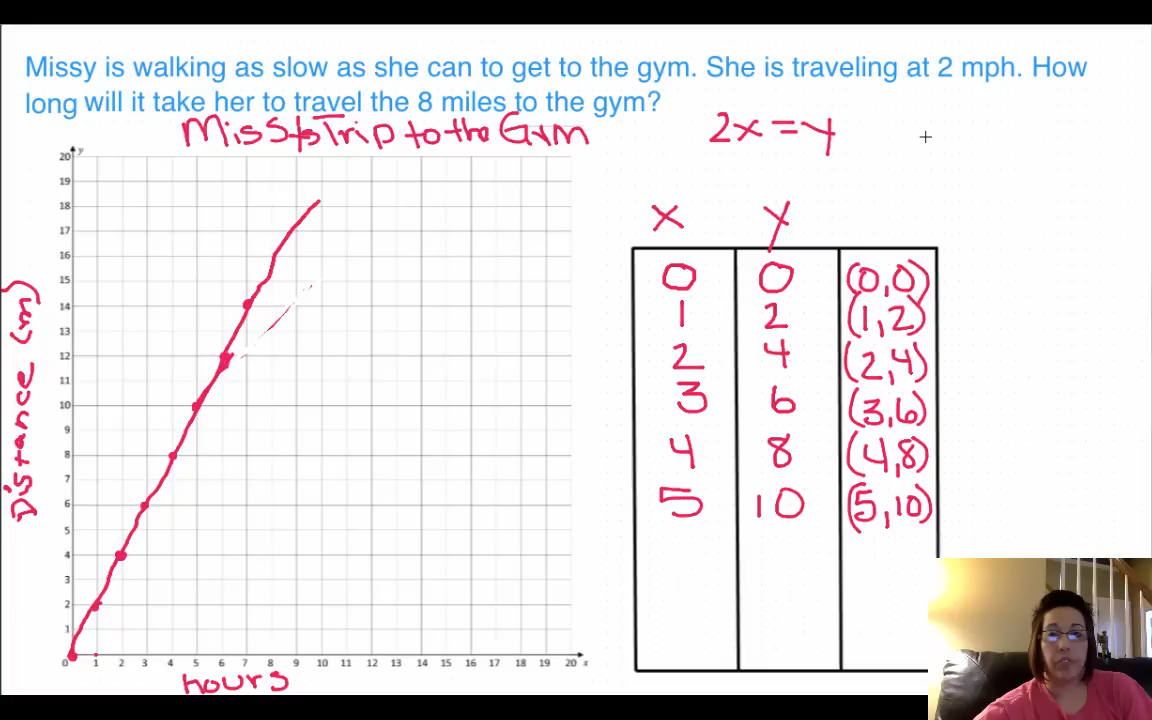 Missy is walking as slow as she can to get to the gym. She is traveling at 2 mph. How
long will it take her to travel the 8 miles to the gym?
Missy's Trip to the Gym
2x = y
20 y
19
18
17
16
15
14
13
12
11
10
9
8
7
6
5
4
3
2
1
0 1 2 3 4 5 6 7 8 9 10 11 12 13 14 15 16 17 18 19 20 x
Distance (m)
hours
x y
0 0 (0,0)
1 2 (1,2)
2 4 (2,4)
3 6 (3,6)
4 8 (4,8)
5 10 (5,10)